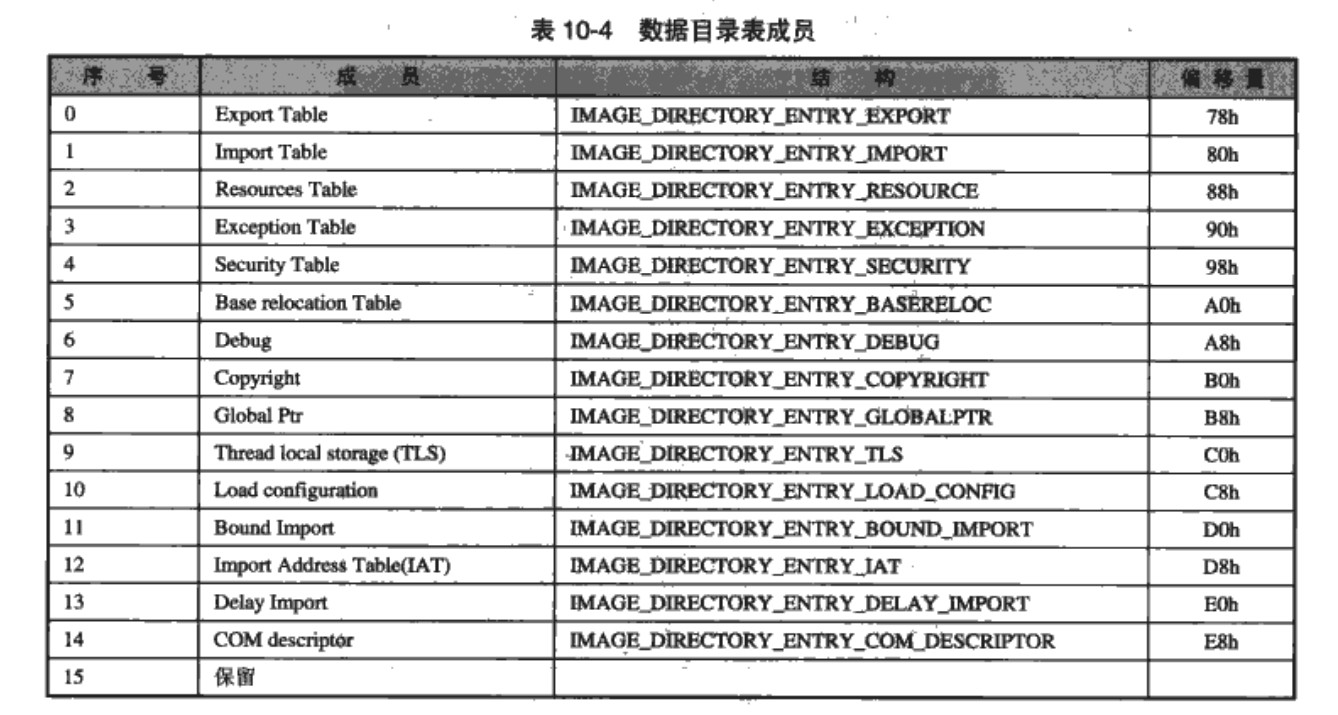 表 10-4 数据目录表成员
序 号 成 员 结 构 偏 移 量
0 Export Table IMAGE_DIRECTORY_ENTRY_EXPORT 78h
1 Import Table IMAGE_DIRECTORY_ENTRY_IMPORT 80h
2 Resources Table IMAGE_DIRECTORY_ENTRY_RESOURCE 88h
3 Exception Table IMAGE_DIRECTORY_ENTRY_EXCEPTION 90h
4 Security Table IMAGE_DIRECTORY_ENTRY_SECURITY 98h
5 Base relocation Table IMAGE_DIRECTORY_ENTRY_BASERELOC A0h
6 Debug IMAGE_DIRECTORY_ENTRY_DEBUG A8h
7 Copyright IMAGE_DIRECTORY_ENTRY_COPYRIGHT B0h
8 Global Ptr IMAGE_DIRECTORY_ENTRY_GLOBALPTR B8h
9 Thread local storage (TLS) IMAGE_DIRECTORY_ENTRY_TLS C0h
10 Load configuration IMAGE_DIRECTORY_ENTRY_LOAD_CONFIG C8h
11 Bound Import IMAGE_DIRECTORY_ENTRY_BOUND_IMPORT D0h
12 Import Address Table(IAT) IMAGE_DIRECTORY_ENTRY_IAT D8h
13 Delay Import IMAGE_DIRECTORY_ENTRY_DELAY_IMPORT E0h
14 COM descriptor IMAGE_DIRECTORY_ENTRY_COM_DESCRIPTOR E8h
15 保留